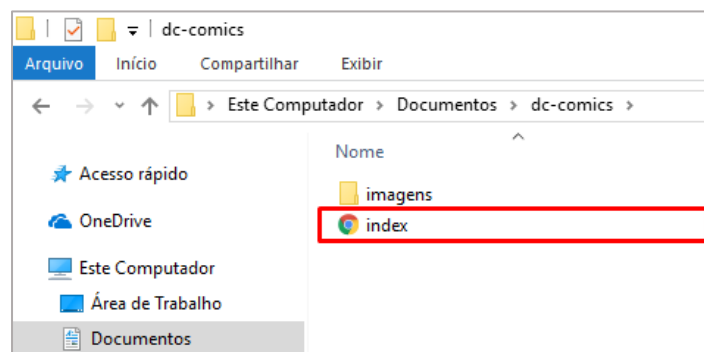 dc-comics
Arquivo Início Compartilhar Exibir
Este Computador > Documentos > dc-comics >
Nome
Acesso rápido
imagens
OneDrive
index
Este Computador
Área de Trabalho
Documentos